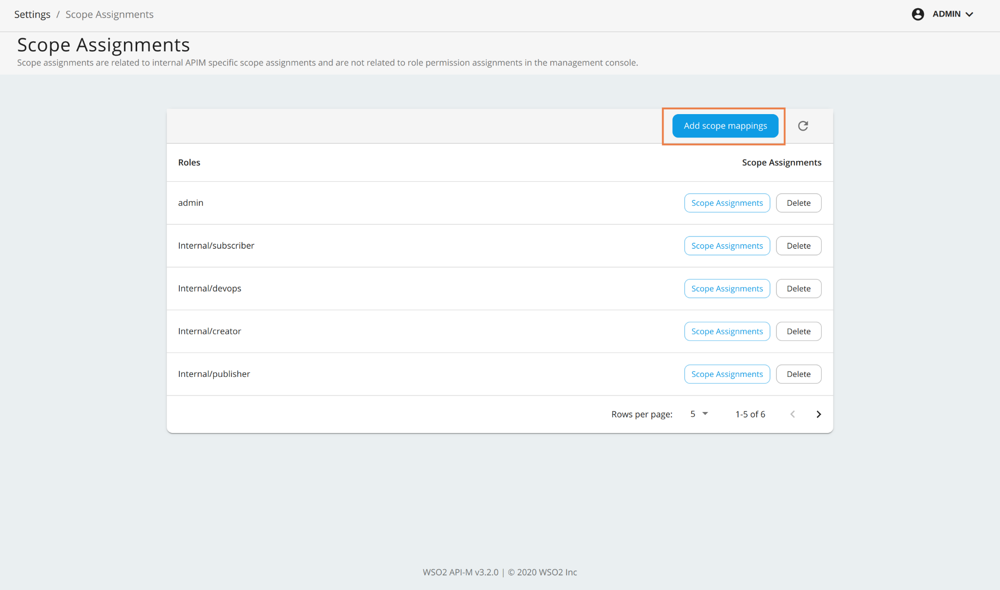 Settings / Scope Assignments
ADMIN
Scope Assignments
Scope assignments are related to internal APIM specific scope assignments and are not related to role permission assignments in the management console.
Add scope mappings
Roles Scope Assignments
admin Scope Assignments Delete
Internal/subscriber Scope Assignments Delete
Internal/devops Scope Assignments Delete
Internal/creator Scope Assignments Delete
Internal/publisher Scope Assignments Delete
Rows per page: 5 1-5 of 6
WSO2 API-M v3.2.0 | © 2020 WSO2 Inc